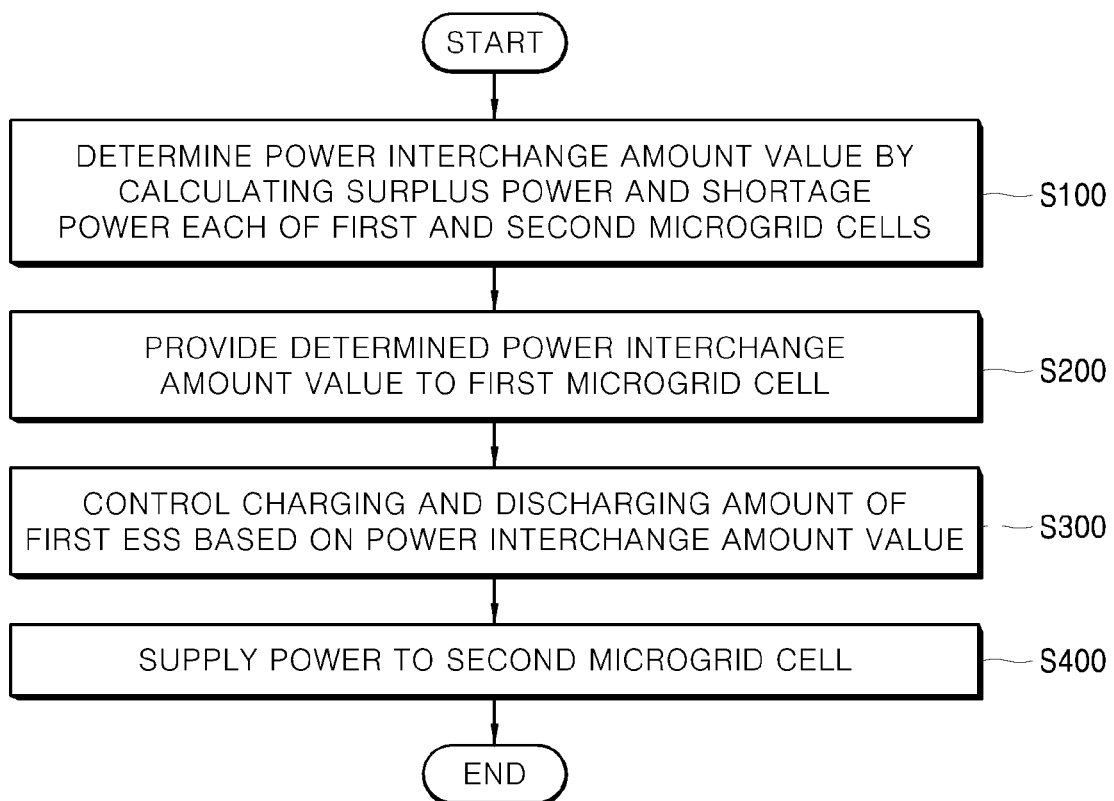 START
DETERMINE POWER INTERCHANGE AMOUNT VALUE BY
CALCULATING SURPLUS POWER AND SHORTAGE
POWER EACH OF FIRST AND SECOND MICROGRID CELLS
S100
PROVIDE DETERMINED POWER INTERCHANGE
AMOUNT VALUE TO FIRST MICROGRID CELL
S200
CONTROL CHARGING AND DISCHARGING AMOUNT OF
FIRST ESS BASED ON POWER INTERCHANGE AMOUNT VALUE
S300
SUPPLY POWER TO SECOND MICROGRID CELL
S400
END